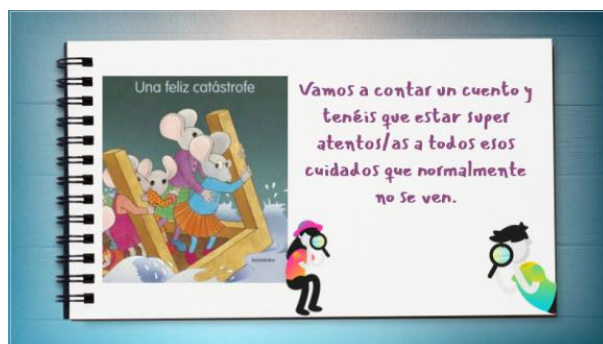 Una feliz catástrofe
Vamos a contar un cuento y
tenéis que estar super
atentos/as a todos esos
cuidados que normalmente
no se ven.